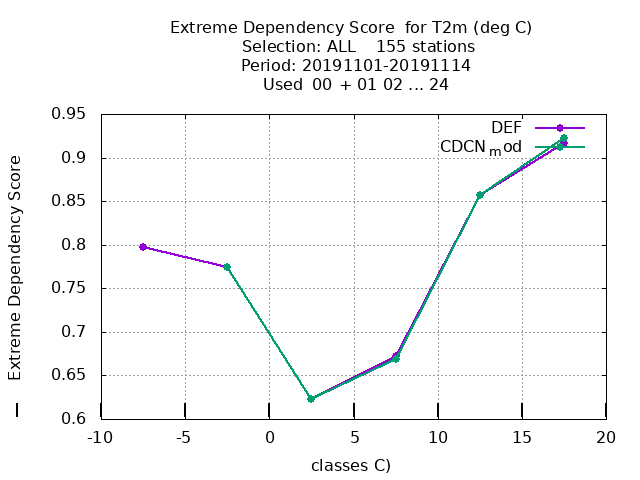 Extreme Dependency Score  for T2m (deg C)
Selection: ALL    155 stations
Period: 20191101-20191114
Used  00  + 01 02 ... 24
DEF
CDCN_mod
0.95
0.9
0.85
0.8
0.75
0.7
0.65
0.6
Extreme Dependency Score
-10
-5
0
5
10
15
20
classes C)